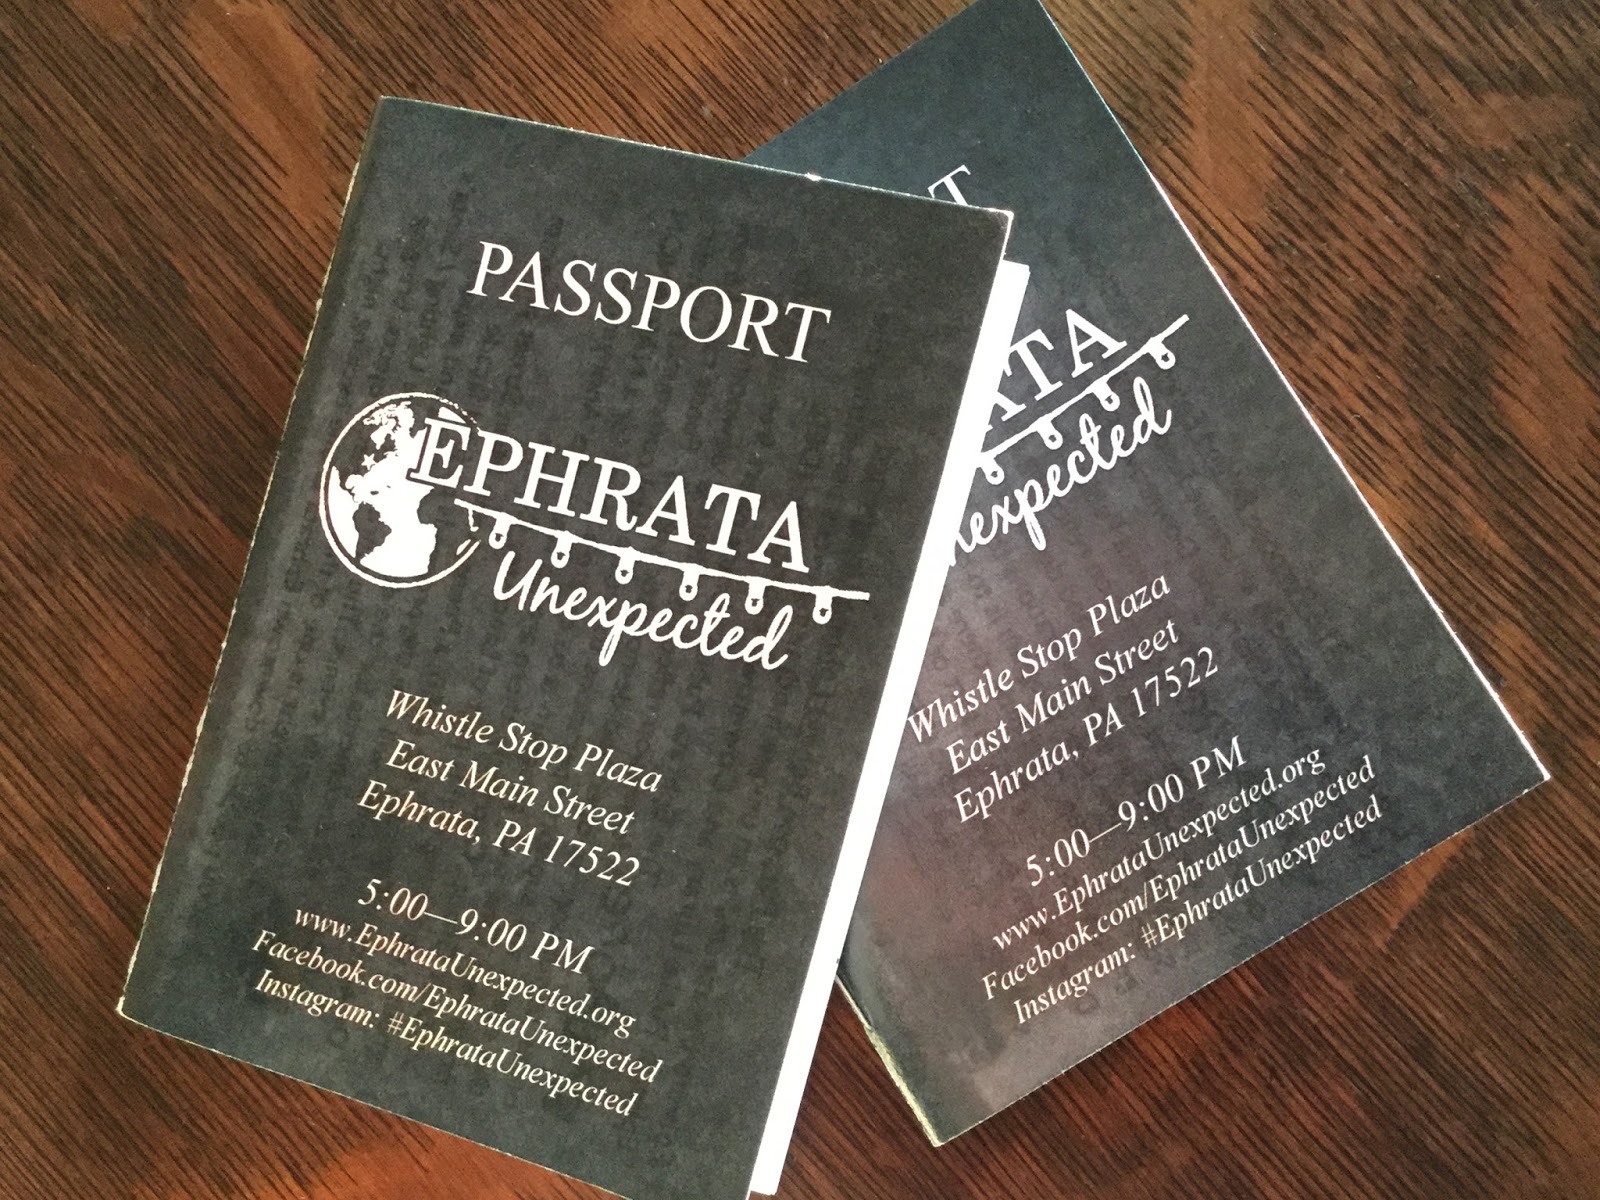 PASSPORT
EPHRATA
Unexpected
Whistle Stop Plaza
East Main Street
Ephrata, PA 17522
5:00—9:00 PM
www.EphrataUnexpected.org
Facebook.com/EphrataUnexpected
Instagram: #EphrataUnexpected
T
ATA
nexpected
Whistle Stop Plaza
East Main Street
Ephrata, PA 17522
5:00—9:00 PM
www.EphrataUnexpected.org
Facebook.com/EphrataUnexpected
Instagram: #EphrataUnexpected